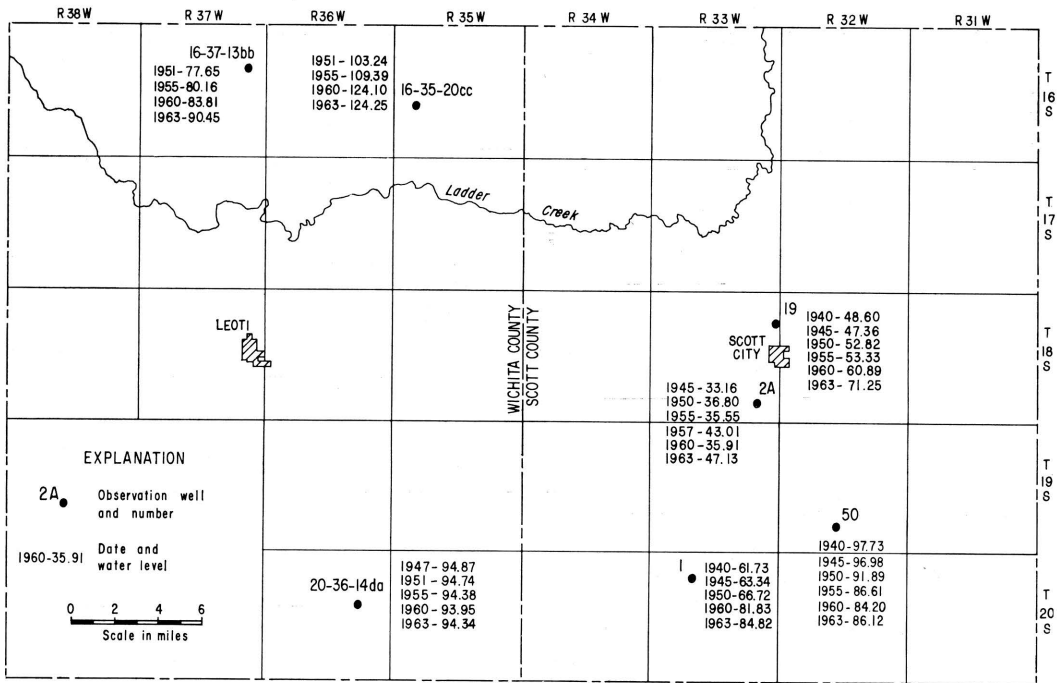 R 38 W R 37 W R 36 W R 35 W R 34 W R 33 W R 32 W R 31 W
16-37-13bb
1951-77.65
1955-80.16
1960-83.81
1963-90.45
1951-103.24
1955-109.39
1960-124.10
1963-124.25
16-35-20cc
T
16
S
Ladder
Creek
T
17
S
LEOTI
WICHITA COUNTY
SCOTT COUNTY
19
SCOTT
CITY
1940-48.60
1945-47.36
1950-52.82
1955-53.33
1960-60.89
1963-71.25
T
18
S
2A
1945-33.16
1950-36.80
1955-35.55
1957-43.01
1960-35.91
1963-47.13
EXPLANATION
2A Observation well
and number
1960-35.91 Date and
water level
0 2 4 6
Scale in miles
T
19
S
50
1940-97.73
1945-96.98
1950-91.89
1955-86.61
1960-84.20
1963-86.12
20-36-14da
1947-94.87
1951-94.74
1955-94.38
1960-93.95
1963-94.34
1
1940-61.73
1945-63.34
1950-66.72
1960-81.83
1963-84.82
T
20
S